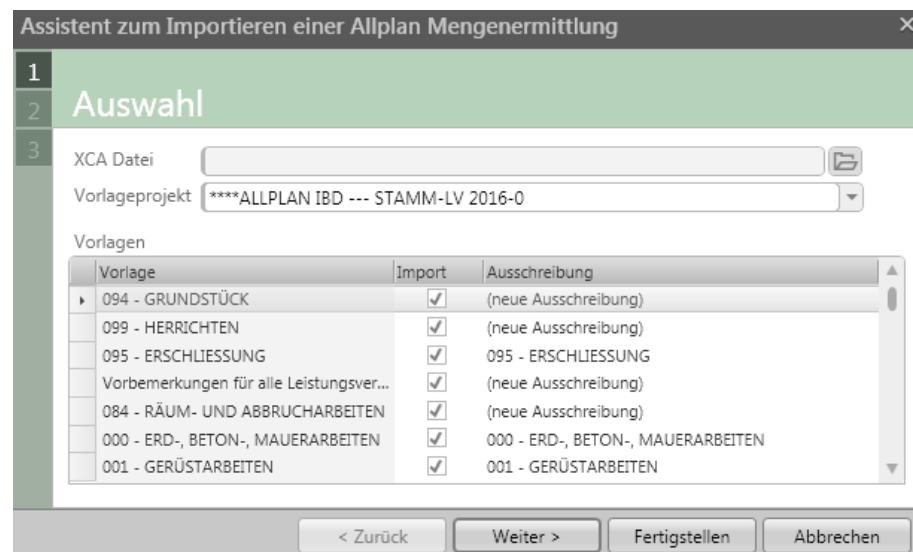 Assistent zum Importieren einer Allplan Mengenermittlung
1
2
3
Auswahl
XCA Datei
Vorlageprojekt ****ALLPLAN IBD --- STAMM-LV 2016-0
Vorlagen
Vorlage Import Ausschreibung
094 - GRUNDSTÜCK (neue Ausschreibung)
099 - HERRICHTEN (neue Ausschreibung)
095 - ERSCHLIESSUNG 095 - ERSCHLIESSUNG
Vorbemerkungen für alle Leistungsver... (neue Ausschreibung)
084 - RÄUM- UND ABBRUCHARBEITEN (neue Ausschreibung)
000 - ERD-, BETON-, MAUERARBEITEN 000 - ERD-, BETON-, MAUERARBEITEN
001 - GERÜSTARBEITEN 001 - GERÜSTARBEITEN
< Zurück Weiter > Fertigstellen Abbrechen